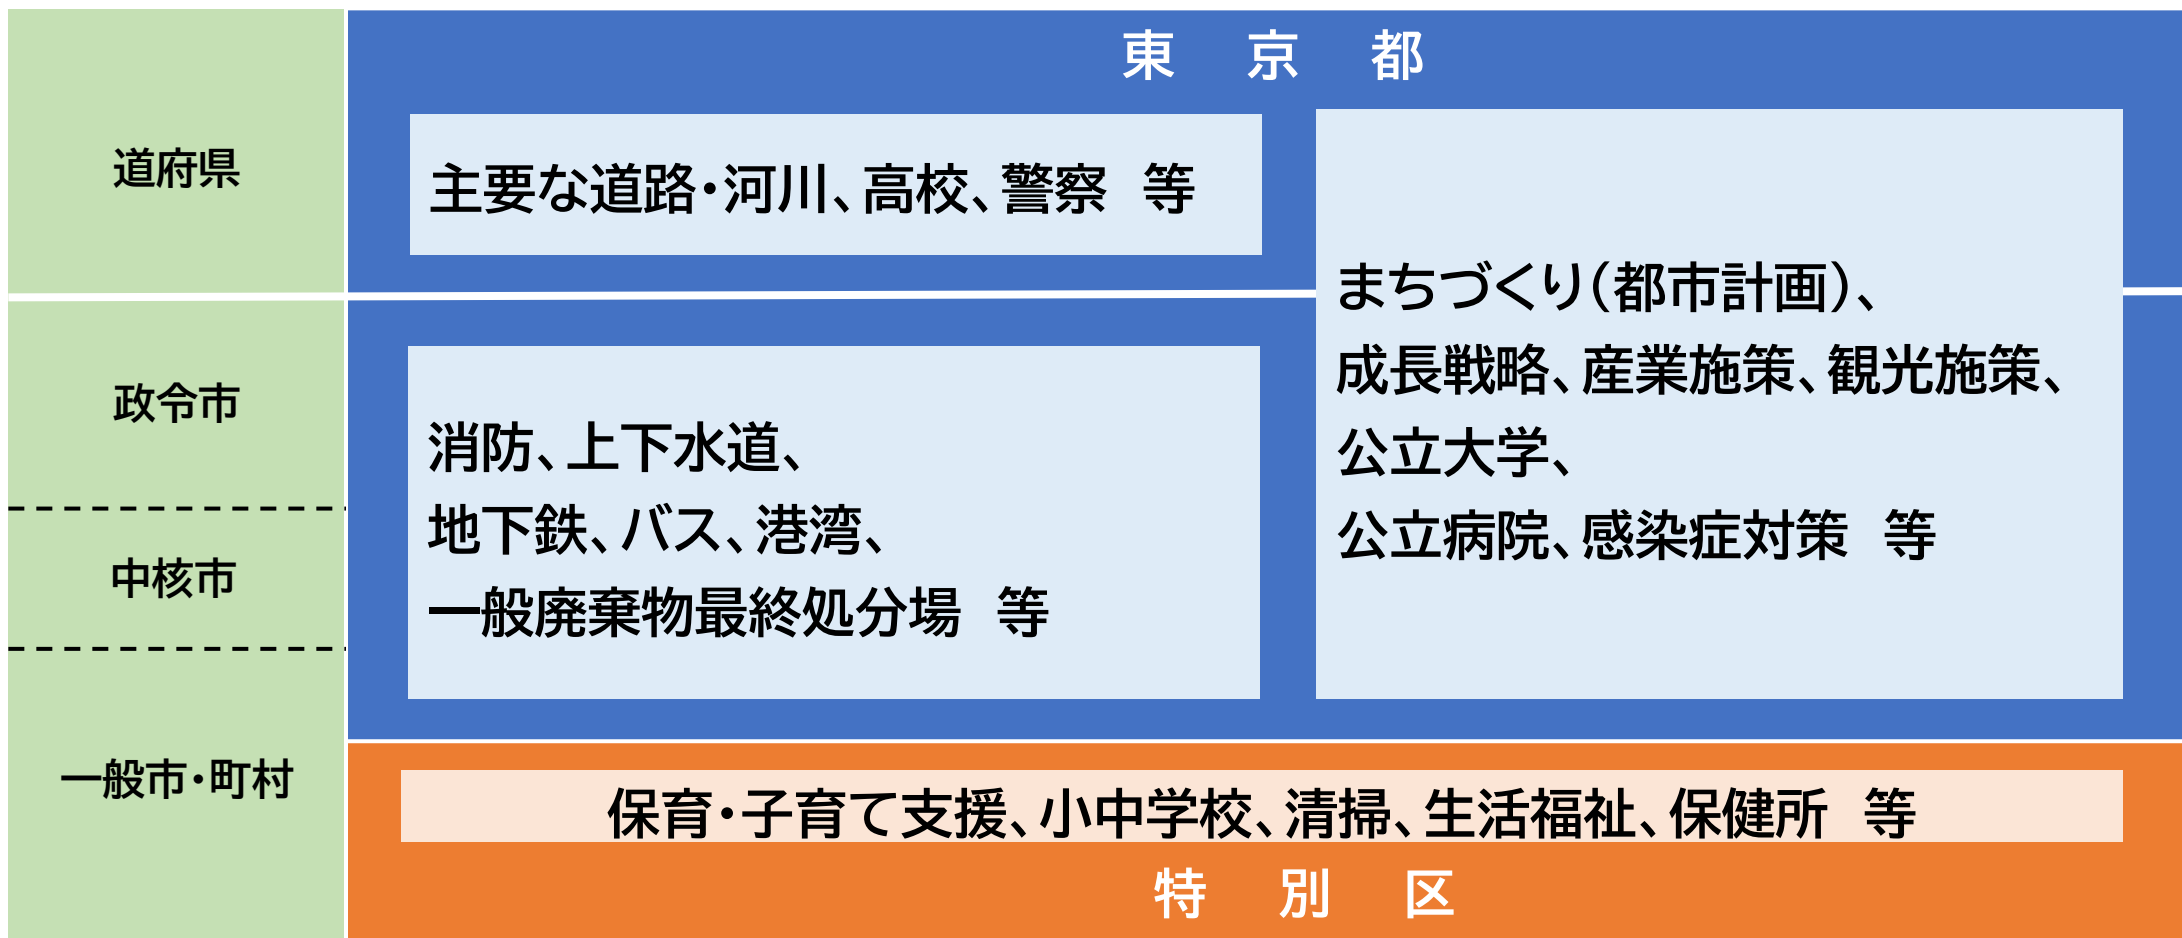 東京都
道府県
主要な道路・河川、高校、警察 等
まちづくり(都市計画)、
成長戦略、産業施策、観光施策、
公立大学、
公立病院、感染症対策 等
政令市
消防、上下水道、
地下鉄、バス、港湾、
一般廃棄物最終処分場 等
中核市
一般市・町村
保育・子育て支援、小中学校、清掃、生活福祉、保健所 等
特別区